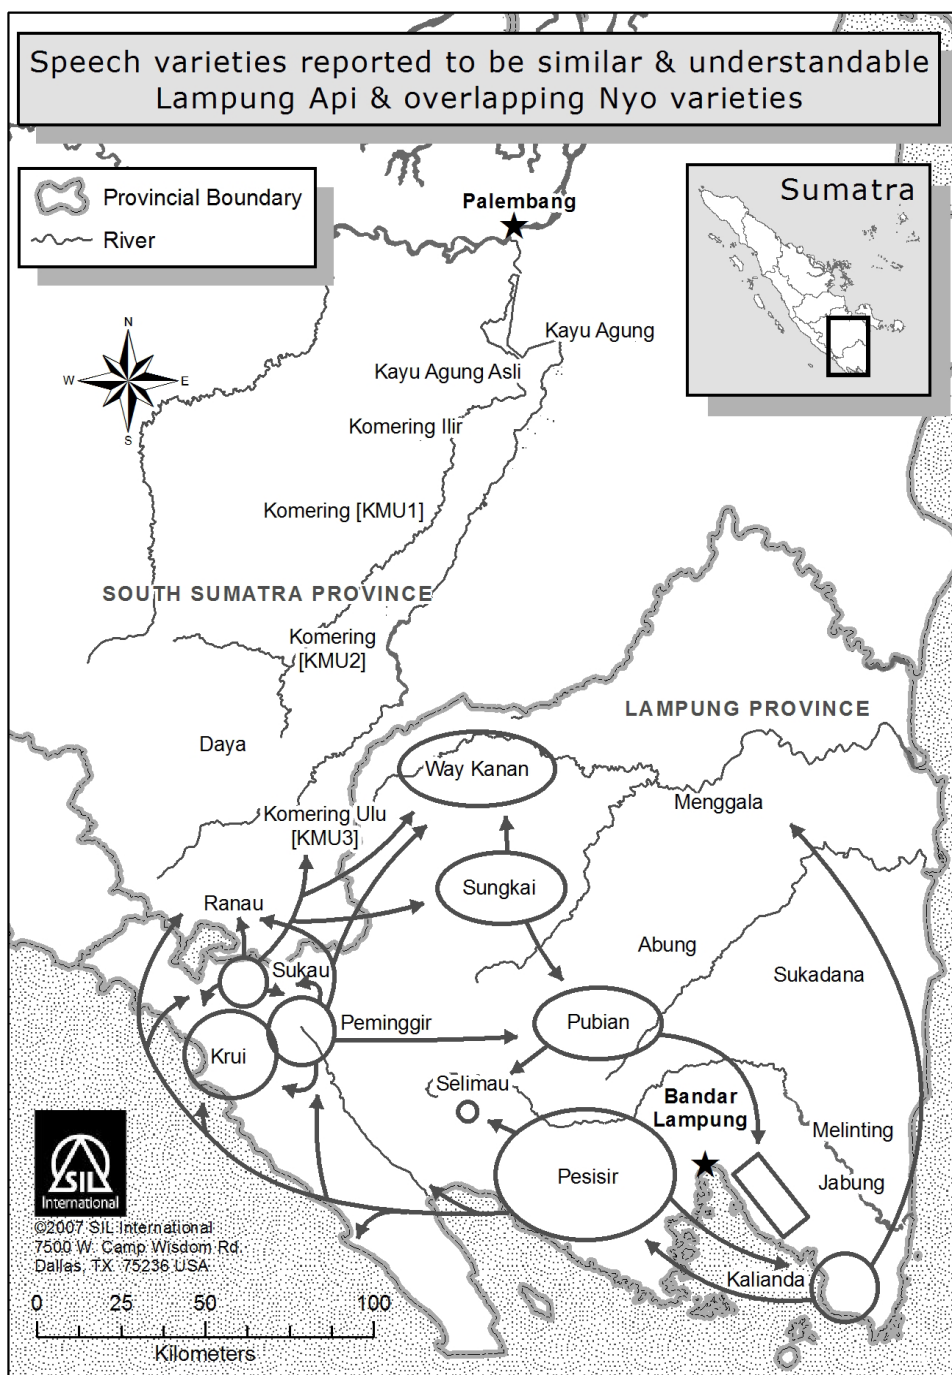 Speech varieties reported to be similar & understandable
Lampung Api & overlapping Nyo varieties
Provincial Boundary
River
Palembang
Sumatra
N
W
E
S
Kayu Agung
Kayu Agung Asli
Komering Ilir
Komering [KMU1]
SOUTH SUMATRA PROVINCE
Komering
[KMU2]
LAMPUNG PROVINCE
Daya
Way Kanan
Menggala
Komering Ulu
[KMU3]
Sungkai
Ranau
Abung
Sukau
Sukadana
Peminggir
Pubian
Krui
Selimau
Bandar
Lampung
Melinting
Pesisir
Jabung
Kalianda
SIL
International
©2007 SIL International
7500 W. Camp Wisdom Rd.
Dallas, TX 75236 USA
0 25 50 100
Kilometers